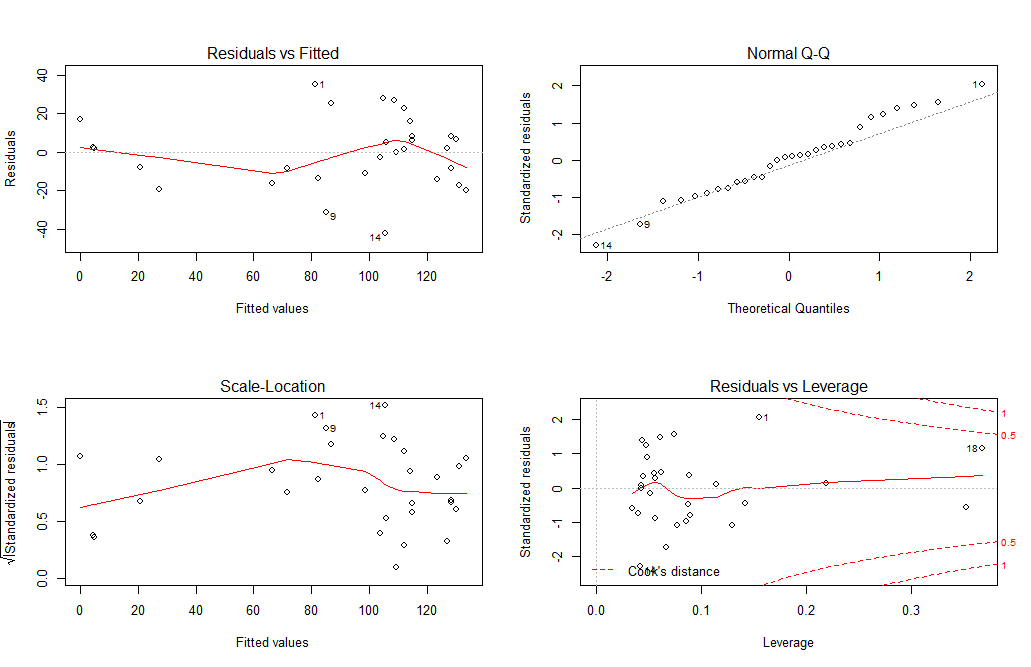 Residuals vs Fitted
Residuals
40
20
0
-20
-40
1
9
14
0 20 40 60 80 100 120
Fitted values
Normal Q-Q
Standardized residuals
2
1
0
-1
-2
1
9
14
-2 -1 0 1 2
Theoretical Quantiles
Scale-Location
√|Standardized residuals|
1.5
1.0
0.5
0.0
14
1
9
0 20 40 60 80 100 120
Fitted values
Residuals vs Leverage
Standardized residuals
2
1
0
-1
-2
1
18
14
1
0.5
0.5
1
Cook's distance
0.0 0.1 0.2 0.3
Leverage